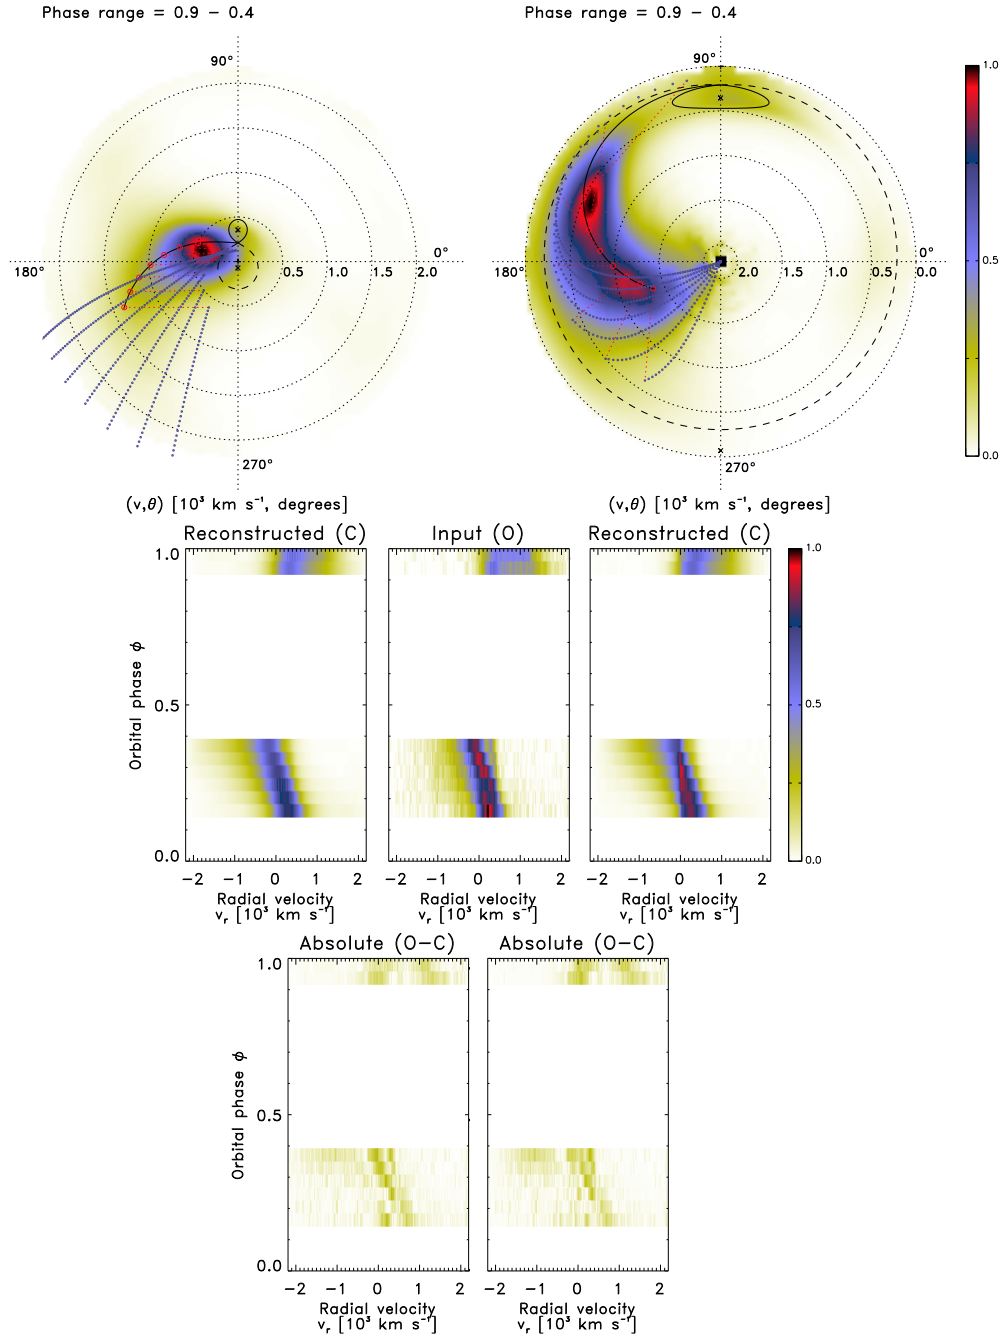 Phase range = 0.9 – 0.4
Phase range = 0.9 – 0.4
90°
90°
1.0
0°
0°
180°
0.5 1.0 1.5 2.0
180°
2.0 1.5 1.0 0.5 0.0
0.5
270°
270°
0.0
(v,θ) [10³ km s⁻¹, degrees]
(v,θ) [10³ km s⁻¹, degrees]
Reconstructed (C)
Input (O)
Reconstructed (C)
1.0
0.5
0.0
Orbital phase ϕ
1.0
0.5
0.0
−2 −1 0 1 2
−2 −1 0 1 2
−2 −1 0 1 2
Radial velocity
vᵣ [10³ km s⁻¹]
Radial velocity
vᵣ [10³ km s⁻¹]
Radial velocity
vᵣ [10³ km s⁻¹]
Absolute (O−C)
Absolute (O−C)
1.0
0.5
0.0
Orbital phase ϕ
−2 −1 0 1 2
−2 −1 0 1 2
Radial velocity
vᵣ [10³ km s⁻¹]
Radial velocity
vᵣ [10³ km s⁻¹]